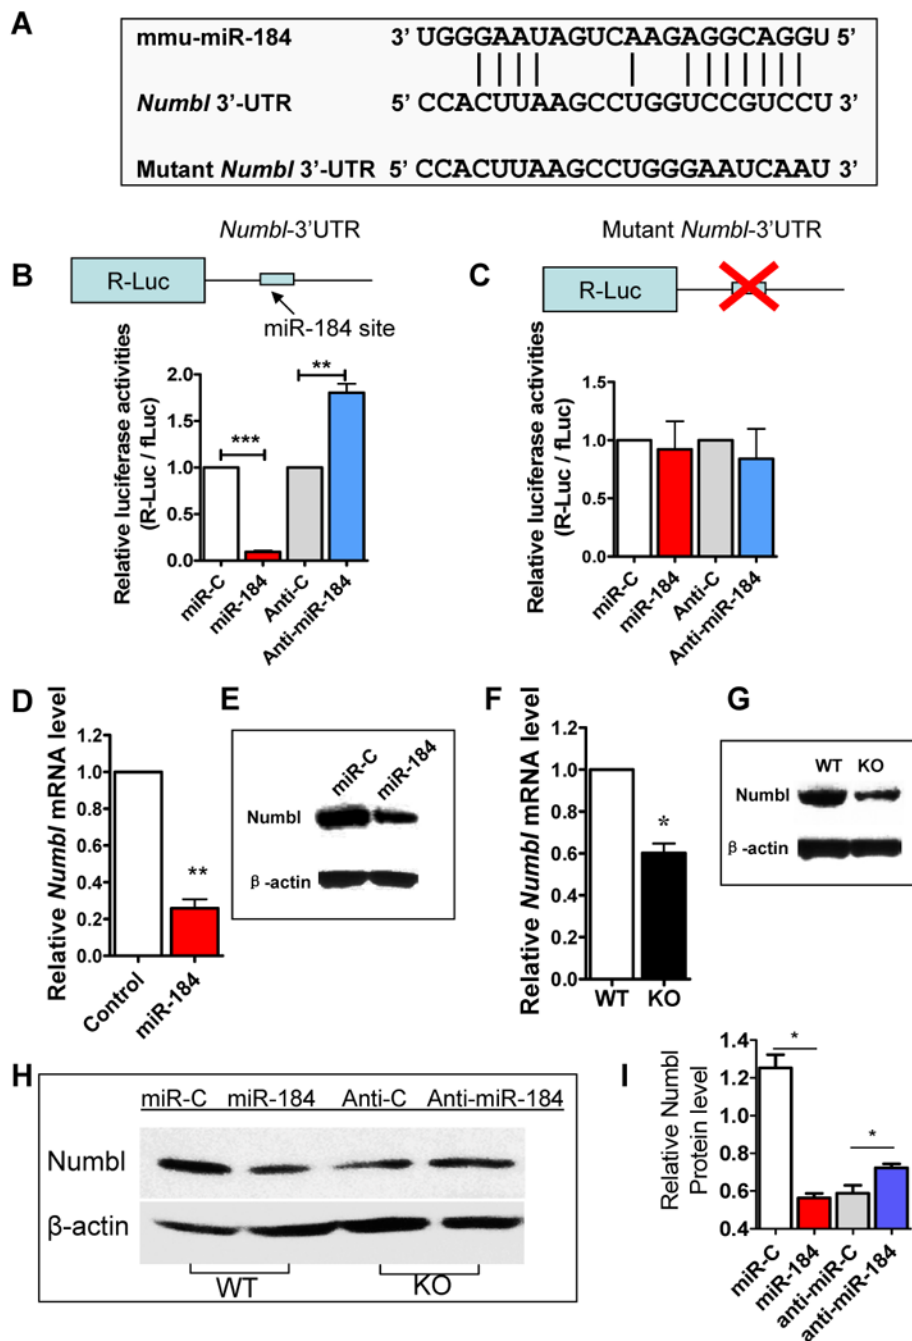 A
mmu-miR-184 3' UGGGAAUAGUCAAGAGGCAGGU 5'
Numbl 3'-UTR 5' CCACUUAAGCCUGGUCCGUCCU 3'
Mutant Numbl 3'-UTR 5' CCACUUAAGCCUGGGAAUCAAU 3'
Numbl-3'UTR
B
R-Luc
miR-184 site
Relative luciferase activities
(R-Luc / fLuc)
2.0
1.5
1.0
0.5
0.0
***
**
miR-C
miR-184
Anti-C
Anti-miR-184
Mutant Numbl-3'UTR
C
R-Luc
Relative luciferase activities
(R-Luc / fLuc)
1.5
1.0
0.5
0.0
miR-C
miR-184
Anti-C
Anti-miR-184
D
Relative Numbl mRNA level
1.2
1.0
0.8
0.6
0.4
0.2
0.0
**
Control
miR-184
E
miR-C
miR-184
Numbl
β-actin
F
Relative Numbl mRNA level
1.2
1.0
0.8
0.6
0.4
0.2
0.0
*
WT
KO
G
WT KO
Numbl
β-actin
H
miR-C miR-184 Anti-C Anti-miR-184
Numbl
β-actin
WT KO
I
Relative Numbl
Protein level
1.4
1.2
1.0
0.8
0.6
0.4
*
*
miR-C
miR-184
anti-miR-C
anti-miR-184